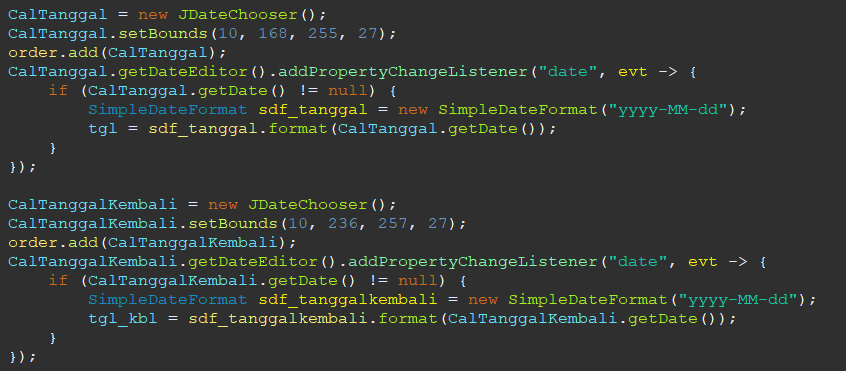 CalTanggal = new JDateChooser();
CalTanggal.setBounds(10, 168, 255, 27);
order.add(CalTanggal);
CalTanggal.getDateEditor().addPropertyChangeListener("date", evt -> {
    if (CalTanggal.getDate() != null) {
        SimpleDateFormat sdf_tanggal = new SimpleDateFormat("yyyy-MM-dd");
        tgl = sdf_tanggal.format(CalTanggal.getDate());
    }
});

CalTanggalKembali = new JDateChooser();
CalTanggalKembali.setBounds(10, 236, 257, 27);
order.add(CalTanggalKembali);
CalTanggalKembali.getDateEditor().addPropertyChangeListener("date", evt -> {
    if (CalTanggalKembali.getDate() != null) {
        SimpleDateFormat sdf_tanggalkembali = new SimpleDateFormat("yyyy-MM-dd");
        tgl_kbl = sdf_tanggalkembali.format(CalTanggalKembali.getDate());
    }
});